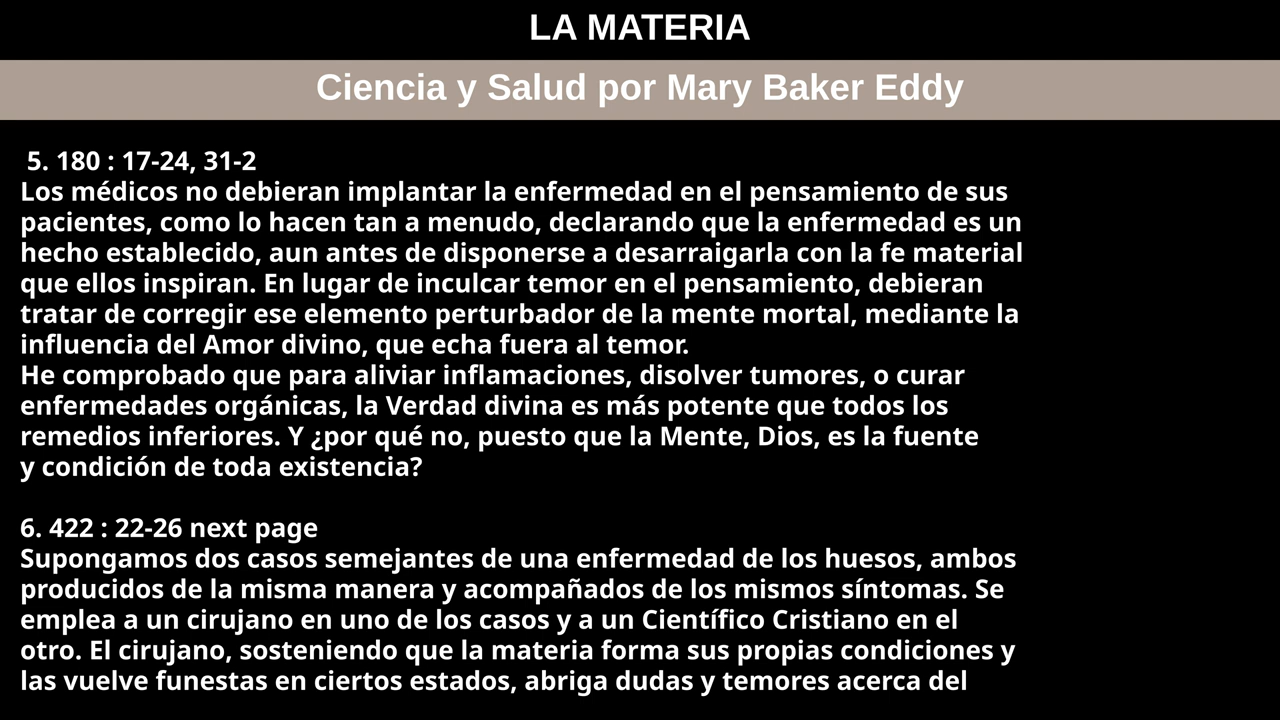 LA MATERIA
Ciencia y Salud por Mary Baker Eddy
5. 180 : 17-24, 31-2
Los médicos no debieran implantar la enfermedad en el pensamiento de sus
pacientes, como lo hacen tan a menudo, declarando que la enfermedad es un
hecho establecido, aun antes de disponerse a desarraigarla con la fe material
que ellos inspiran. En lugar de inculcar temor en el pensamiento, debieran
tratar de corregir ese elemento perturbador de la mente mortal, mediante la
influencia del Amor divino, que echa fuera al temor.
He comprobado que para aliviar inflamaciones, disolver tumores, o curar
enfermedades orgánicas, la Verdad divina es más potente que todos los
remedios inferiores. Y ¿por qué no, puesto que la Mente, Dios, es la fuente
y condición de toda existencia?
6. 422 : 22-26 next page
Supongamos dos casos semejantes de una enfermedad de los huesos, ambos
producidos de la misma manera y acompañados de los mismos síntomas. Se
emplea a un cirujano en uno de los casos y a un Científico Cristiano en el
otro. El cirujano, sosteniendo que la materia forma sus propias condiciones y
las vuelve funestas en ciertos estados, abriga dudas y temores acerca del